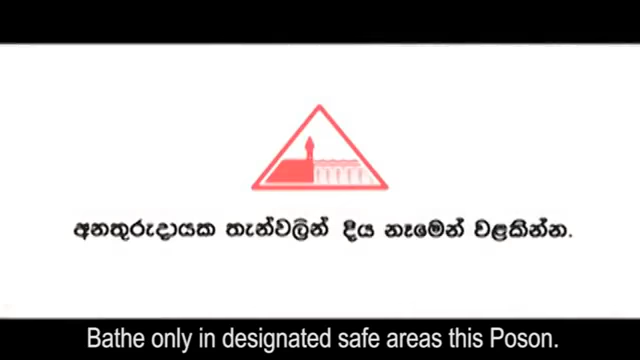 අනතුරුදායක තැන්වලින් දිය නෑමෙන් වළකින්න.
Bathe only in designated safe areas this Poson.